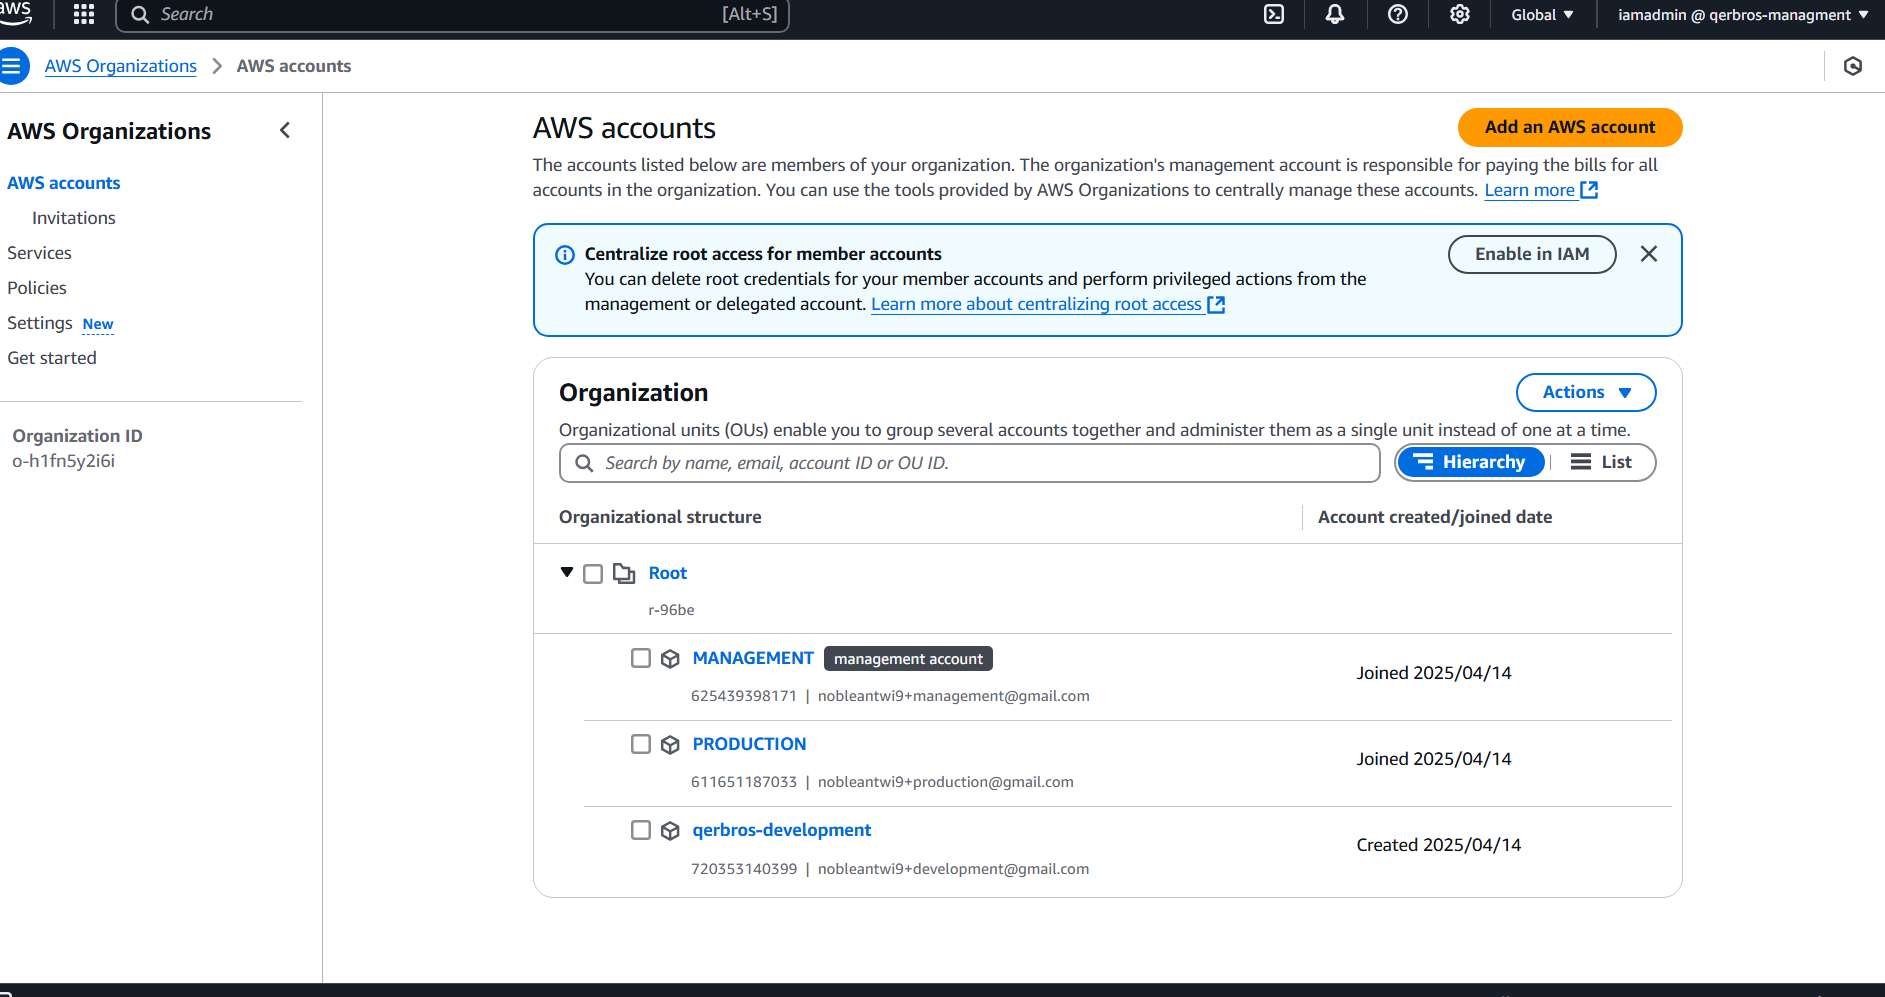 aws
Search
[Alt+S]
Global
iamadmin @ qerbros-managment
AWS Organizations
AWS accounts
AWS Organizations
AWS accounts
Invitations
Services
Policies
Settings New
Get started
Organization ID
o-h1fn5y2i6i
AWS accounts
Add an AWS account
The accounts listed below are members of your organization. The organization's management account is responsible for paying the bills for all
accounts in the organization. You can use the tools provided by AWS Organizations to centrally manage these accounts. Learn more
Centralize root access for member accounts
You can delete root credentials for your member accounts and perform privileged actions from the
management or delegated account. Learn more about centralizing root access
Enable in IAM
Organization
Actions
Organizational units (OUs) enable you to group several accounts together and administer them as a single unit instead of one at a time.
Search by name, email, account ID or OU ID.
Hierarchy
List
Organizational structure
Account created/joined date
Root
r-96be
MANAGEMENT management account
Joined 2025/04/14
625439398171 | nobleantwi9+management@gmail.com
PRODUCTION
Joined 2025/04/14
611651187033 | nobleantwi9+production@gmail.com
qerbros-development
Created 2025/04/14
720353140399 | nobleantwi9+development@gmail.com